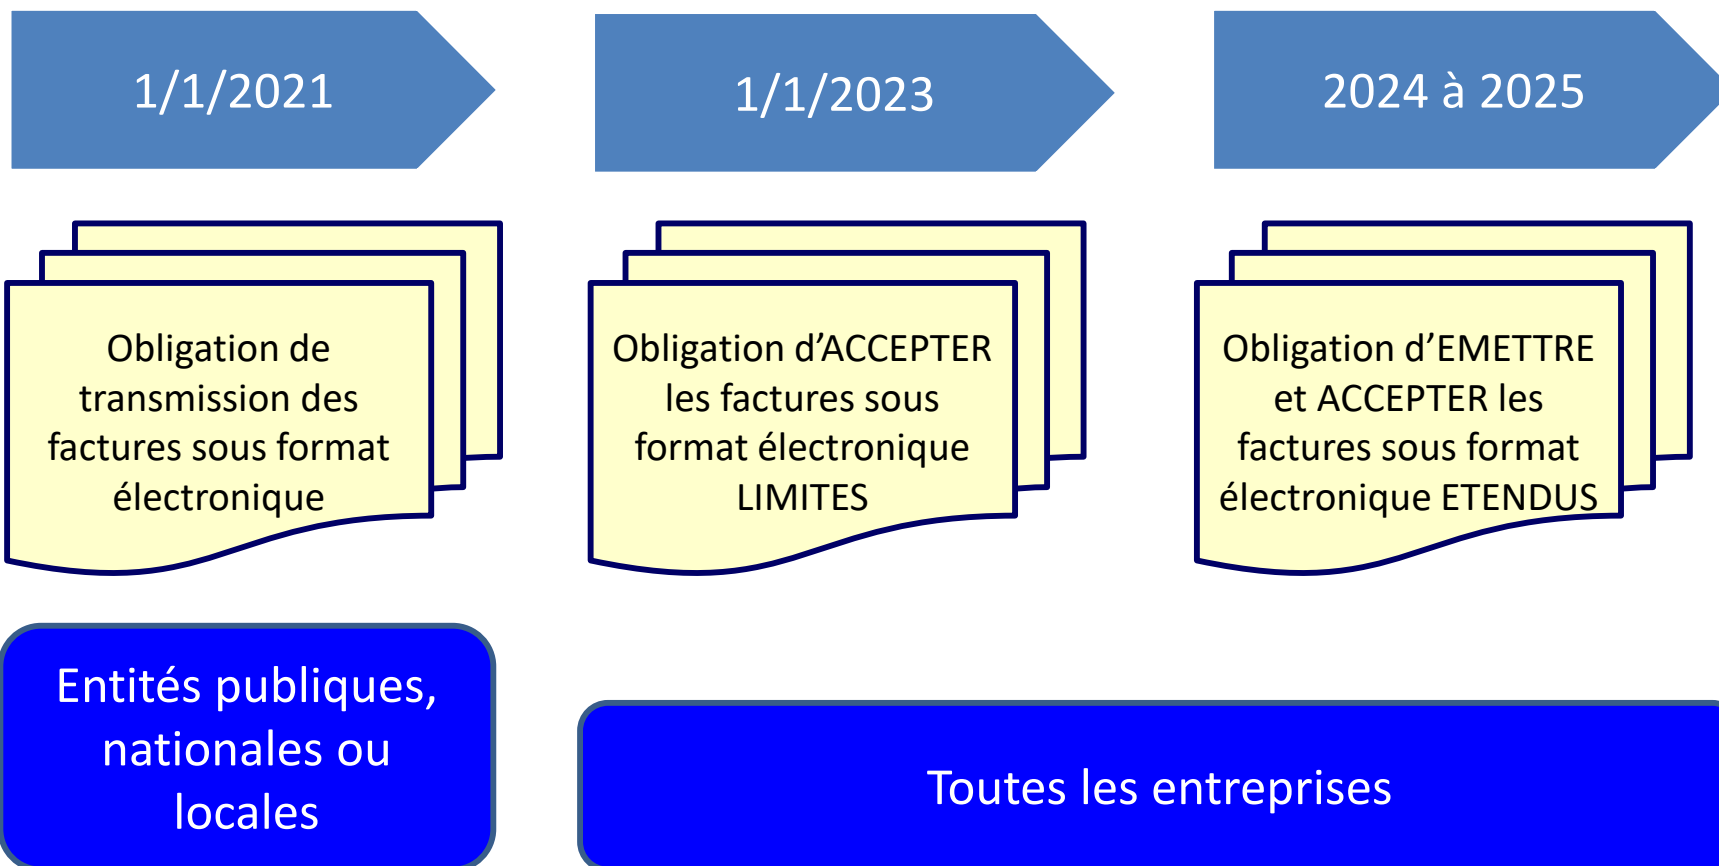 1/1/2021
1/1/2023
2024 à 2025
Obligation de
transmission des
factures sous format
électronique
Obligation d’ACCEPTER
les factures sous
format électronique
LIMITES
Obligation d’EMETTRE
et ACCEPTER les
factures sous format
électronique ETENDUS
Entités publiques,
nationales ou
locales
Toutes les entreprises